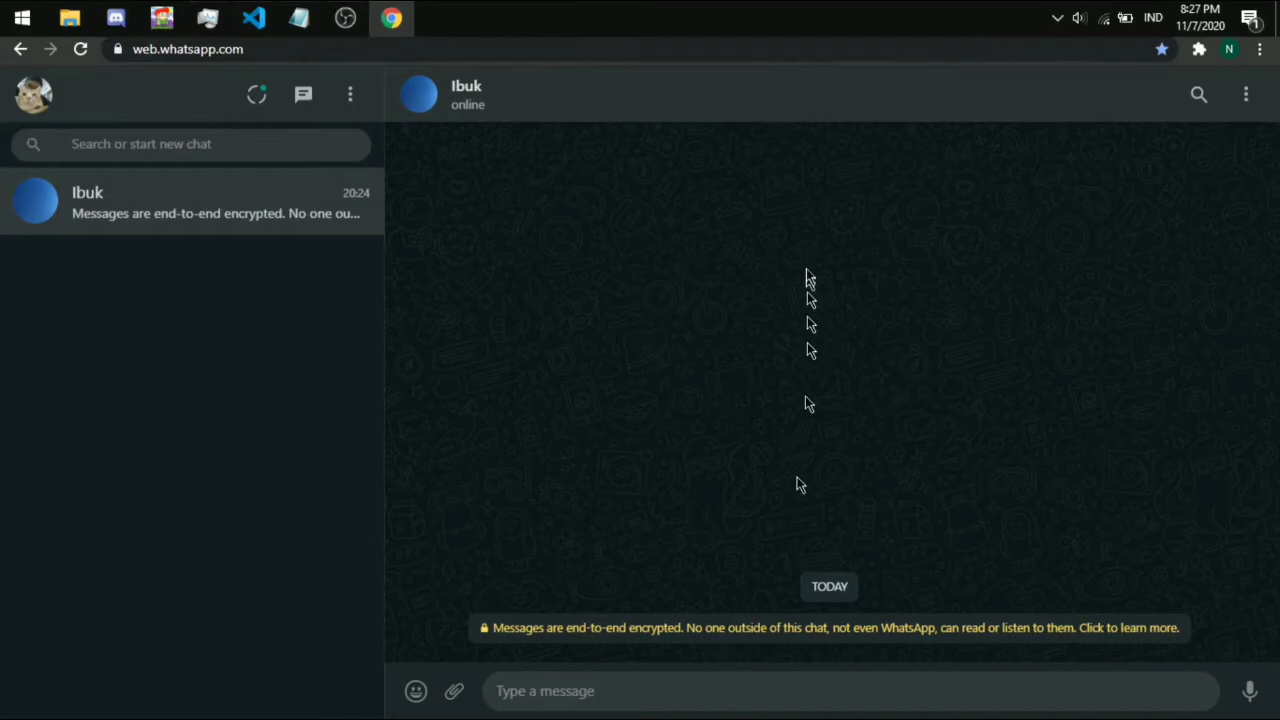 8:27 PM
IND
11/7/2020
1
web.whatsapp.com
N
Ibuk
online
Search or start new chat
Ibuk
20:24
Messages are end-to-end encrypted. No one ou...
TODAY
Messages are end-to-end encrypted. No one outside of this chat, not even WhatsApp, can read or listen to them. Click to learn more.
Type a message